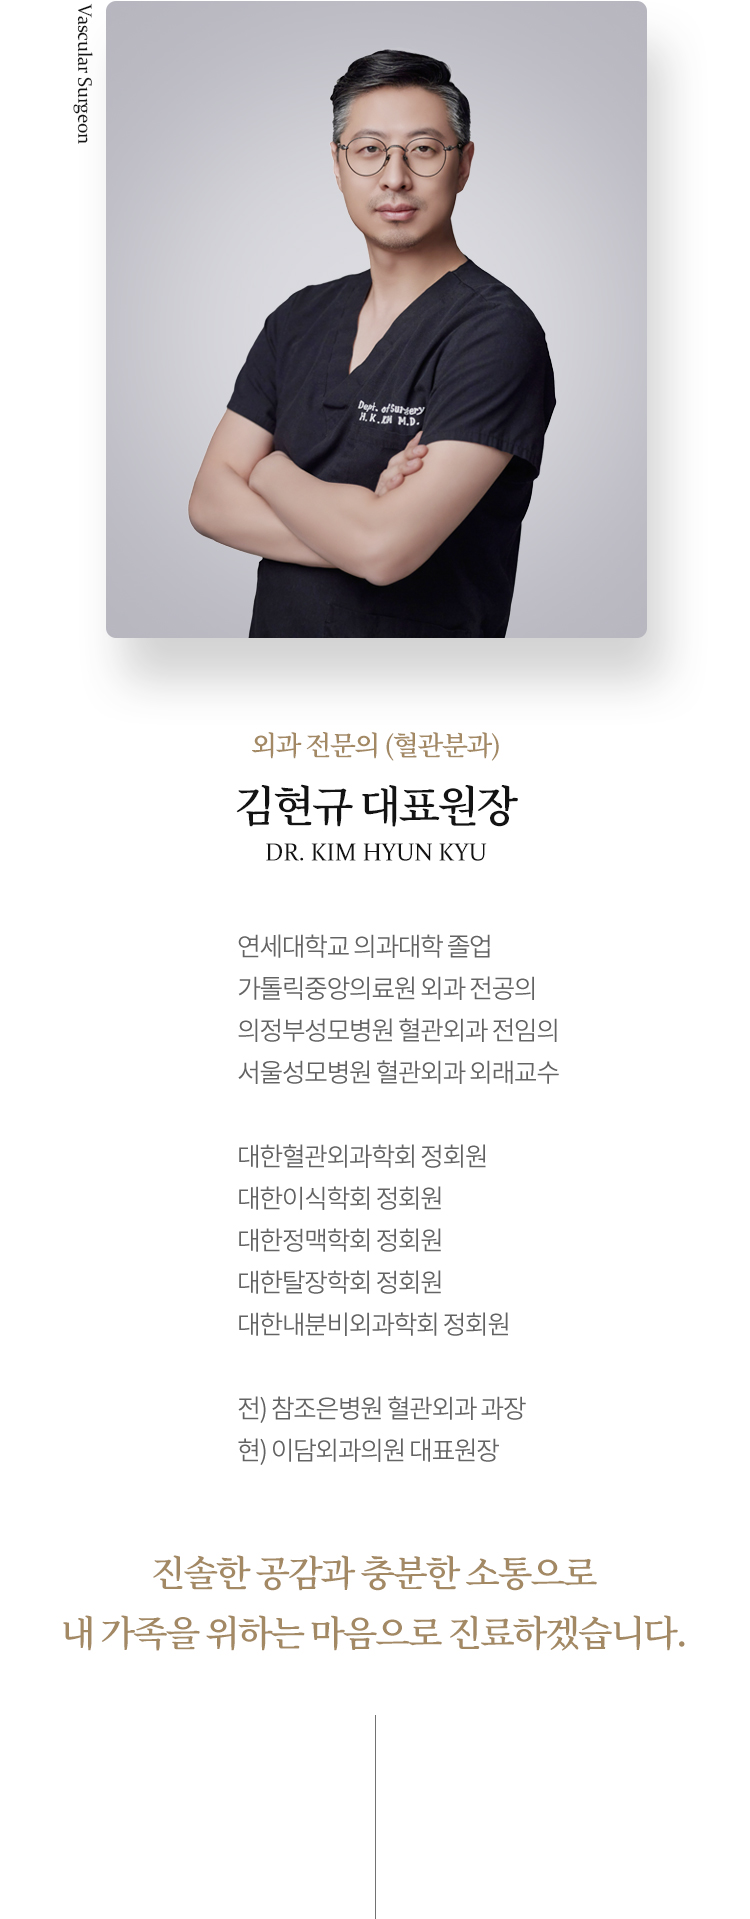 Vascular Surgeon
Dept. of Surgery
H.K.KIM M.D.
외과 전문의 (혈관분과)
김현규 대표원장
DR. KIM HYUN KYU
연세대학교 의과대학 졸업
가톨릭중앙의료원 외과 전공의
의정부성모병원 혈관외과 전임의
서울성모병원 혈관외과 외래교수
대한혈관외과학회 정회원
대한이식학회 정회원
대한정맥학회 정회원
대한탈장학회 정회원
대한내분비외과학회 정회원
전) 참조은병원 혈관외과 과장
현) 이담외과의원 대표원장
진솔한 공감과 충분한 소통으로
내 가족을 위하는 마음으로 진료하겠습니다.